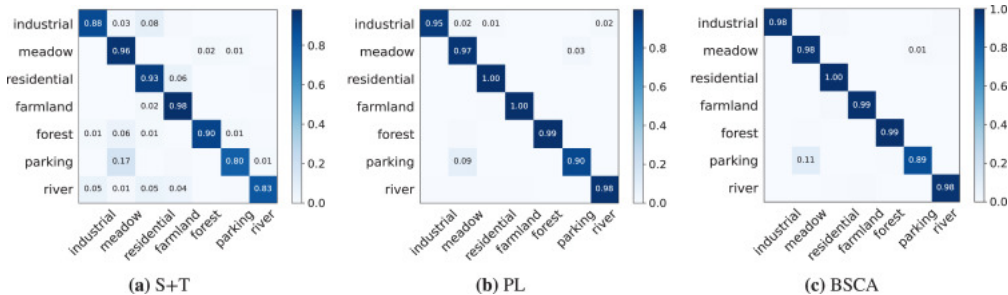 industrial 0.88 0.03 0.08
meadow 0.96 0.02 0.01
residential 0.93 0.06
farmland 0.02 0.98
forest 0.01 0.06 0.01 0.90 0.01
parking 0.17 0.80 0.01
river 0.05 0.01 0.05 0.04 0.83
industrial meadow residential farmland forest parking river
0.8
0.6
0.4
0.2
0.0
(a) S+T
industrial 0.95 0.02 0.01 0.02
meadow 0.97 0.03
residential 1.00
farmland 1.00
forest 0.99
parking 0.09 0.90
river 0.98
industrial meadow residential farmland forest parking river
0.8
0.6
0.4
0.2
0.0
(b) PL
industrial 0.98
meadow 0.98 0.01
residential 1.00
farmland 0.99
forest 0.99
parking 0.11 0.89
river 0.98
industrial meadow residential farmland forest parking river
1.0
0.8
0.6
0.4
0.2
0.0
(c) BSCA